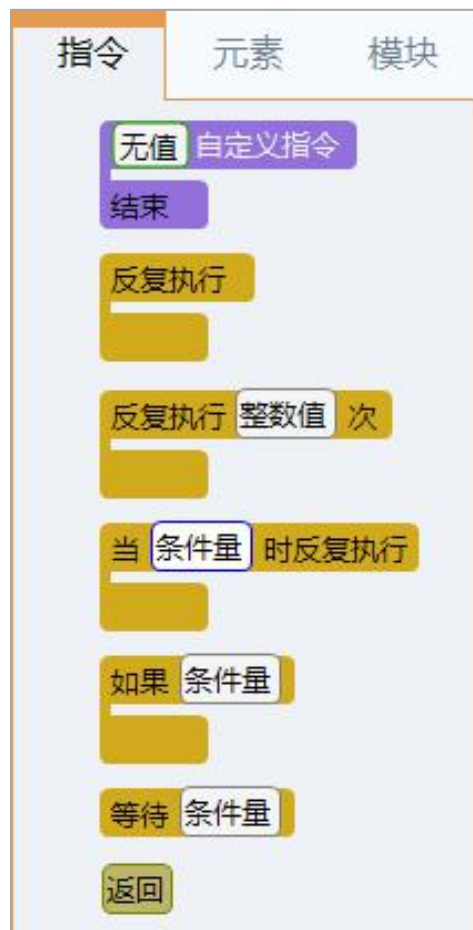 指令 元素 模块
无值 自定义指令
结束
反复执行
反复执行 整数值 次
当 条件量 时反复执行
如果 条件量
等待 条件量
返回